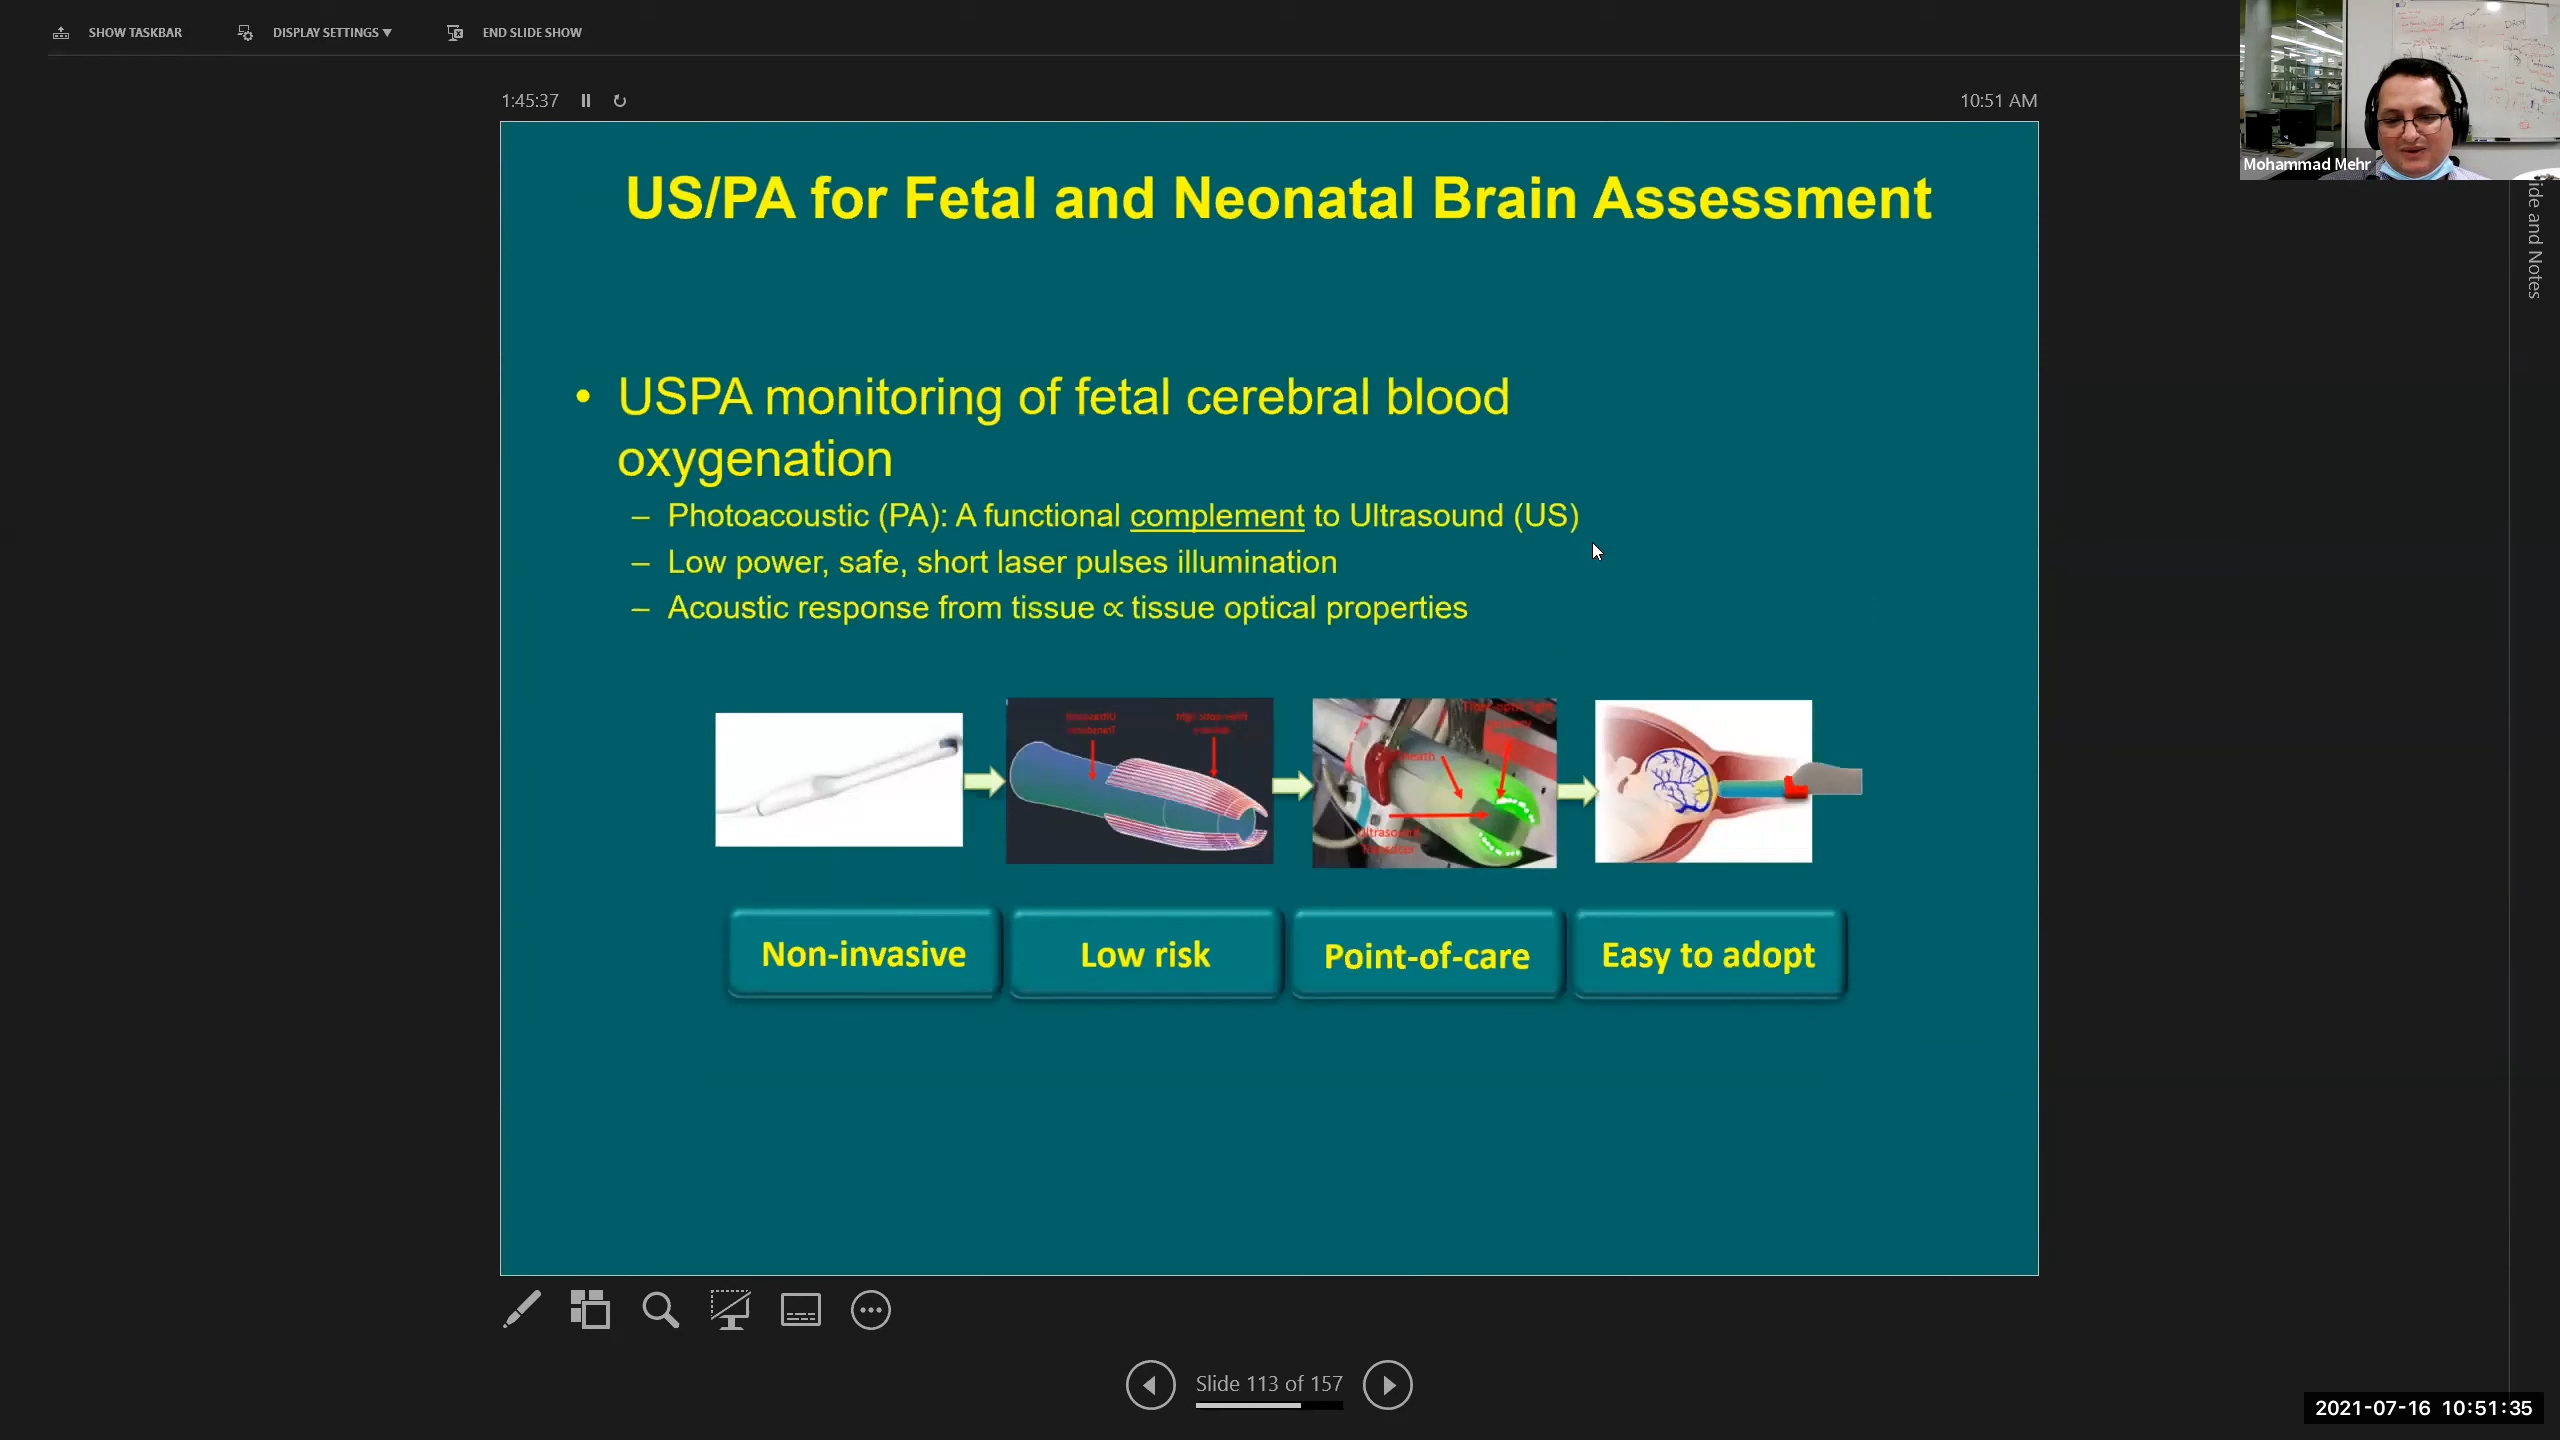 SHOW TASKBAR
DISPLAY SETTINGS ▼
END SLIDE SHOW
1:45:37
10:51 AM
Mohammad Mehr
ide and Notes
US/PA for Fetal and Neonatal Brain Assessment
• USPA monitoring of fetal cerebral blood
oxygenation
– Photoacoustic (PA): A functional complement to Ultrasound (US)
– Low power, safe, short laser pulses illumination
– Acoustic response from tissue ∝ tissue optical properties
Non-invasive
Low risk
Point-of-care
Easy to adopt
Slide 113 of 157
2021-07-16 10:51:35